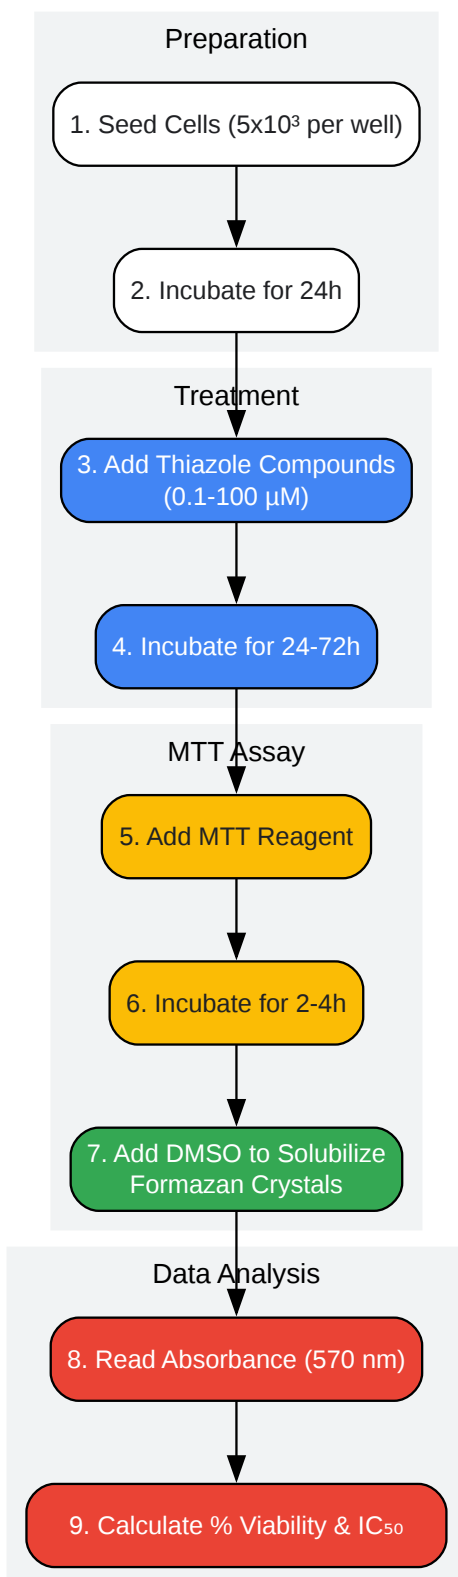 Preparation
1. Seed Cells (5x10³ per well)
2. Incubate for 24h
Treatment
3. Add Thiazole Compounds
(0.1-100 µM)
4. Incubate for 24-72h
MTT Assay
5. Add MTT Reagent
6. Incubate for 2-4h
7. Add DMSO to Solubilize
Formazan Crystals
Data Analysis
8. Read Absorbance (570 nm)
9. Calculate % Viability & IC₅₀